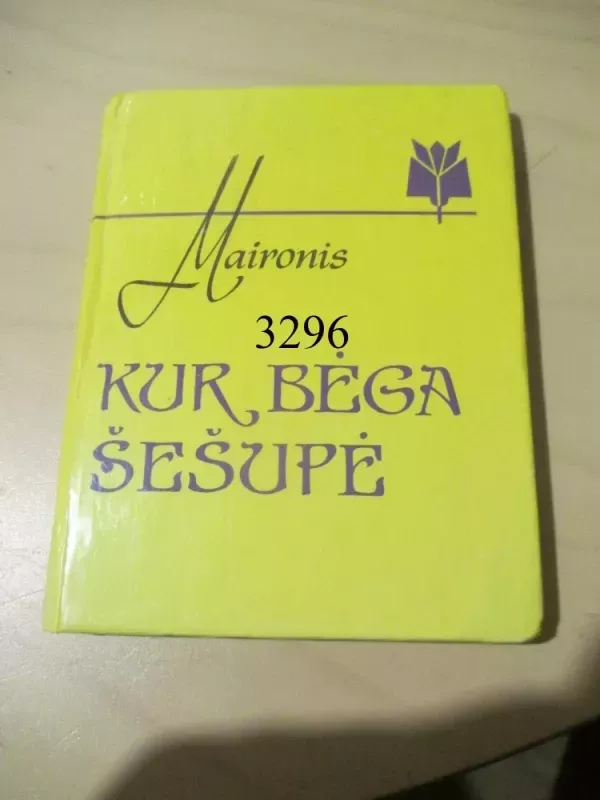 Maironis
3296
KUR BĖGA
ŠEŠUPĖ